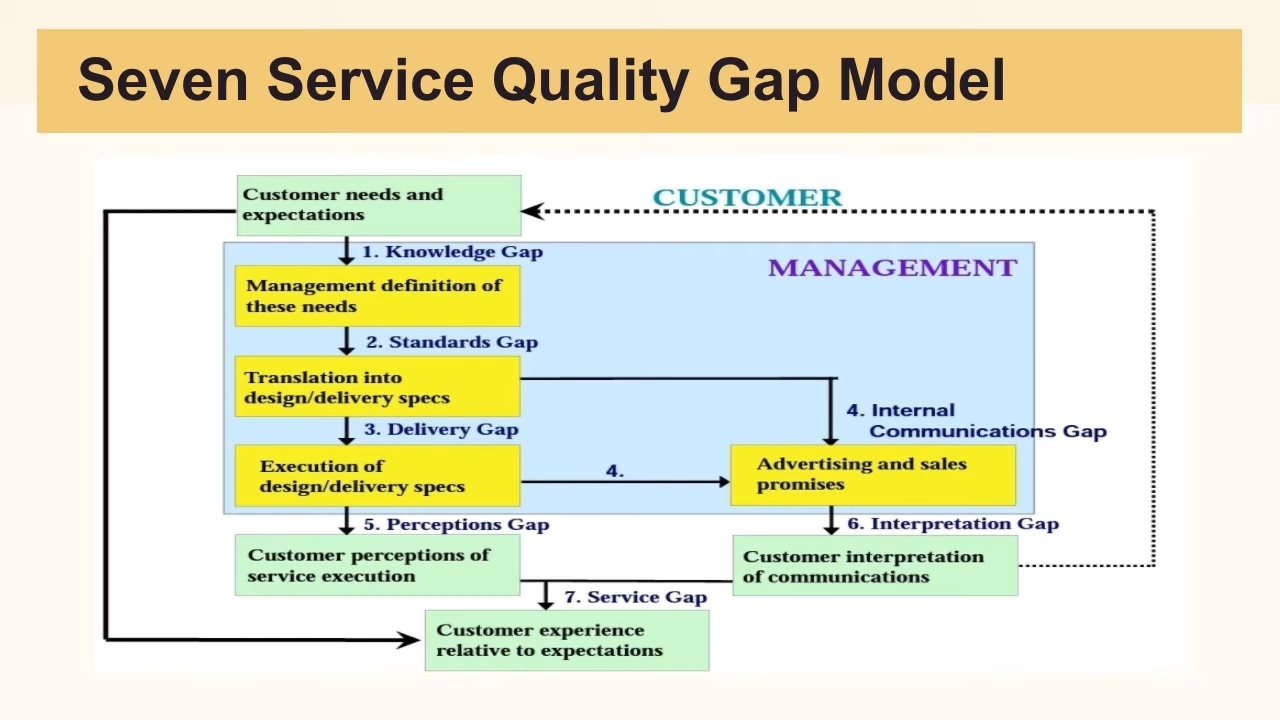 Seven Service Quality Gap Model
Customer needs and
expectations
CUSTOMER
1. Knowledge Gap
MANAGEMENT
Management definition of
these needs
2. Standards Gap
Translation into
design/delivery specs
4. Internal
Communications Gap
3. Delivery Gap
Execution of
design/delivery specs
4.
Advertising and sales
promises
5. Perceptions Gap
6. Interpretation Gap
Customer perceptions of
service execution
Customer interpretation
of communications
7. Service Gap
Customer experience
relative to expectations